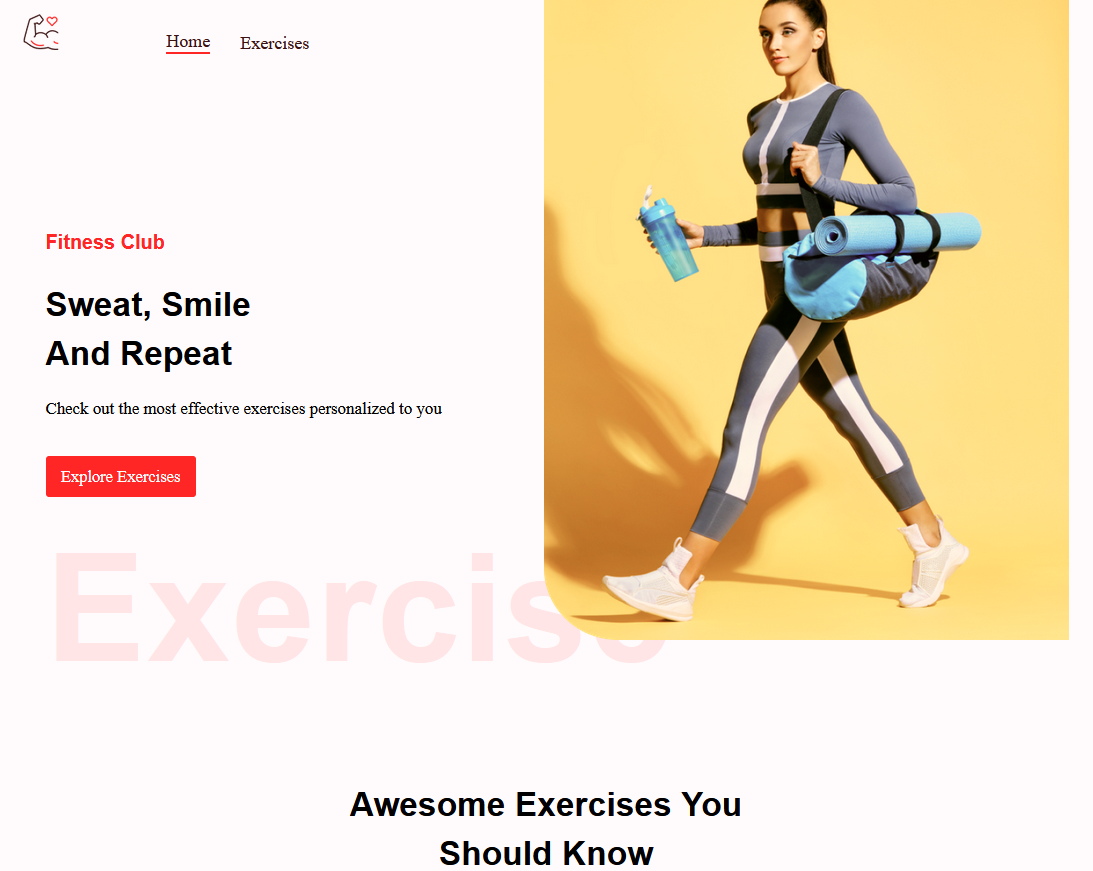 Home
Exercises
Fitness Club
Sweat, Smile
And Repeat
Check out the most effective exercises personalized to you
Explore Exercises
Exercise
Awesome Exercises You
Should Know